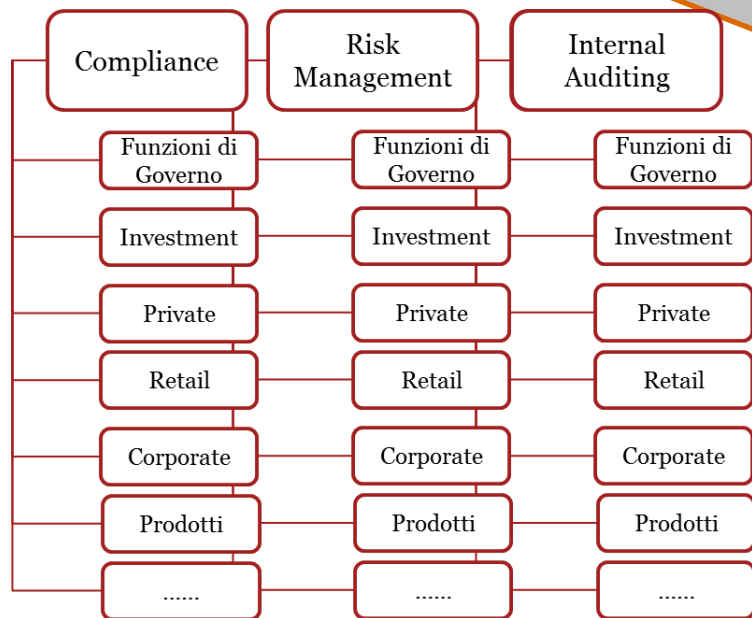 Compliance
Risk
Management
Internal
Auditing
Funzioni di
Governo
Funzioni di
Governo
Funzioni di
Governo
Investment
Investment
Investment
Private
Private
Private
Retail
Retail
Retail
Corporate
Corporate
Corporate
Prodotti
Prodotti
Prodotti
......
......
......